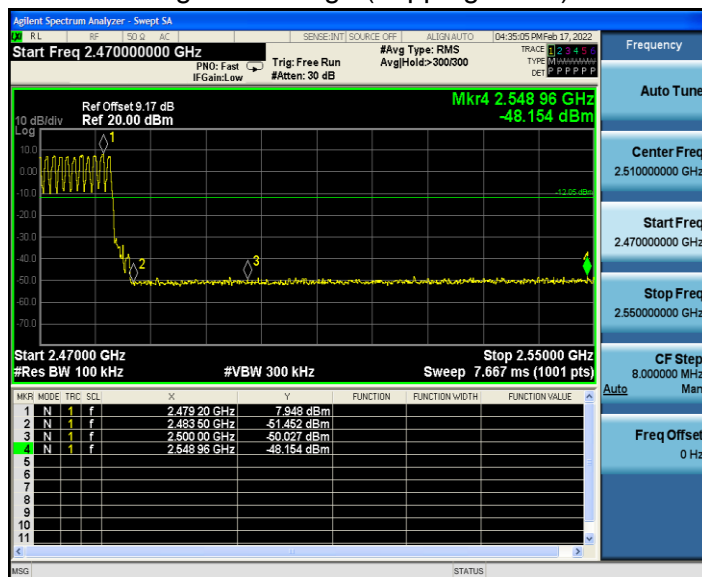 Agilent Spectrum Analyzer - Swept SA
RL RF 50 Ω AC SENSE:INT SOURCE OFF ALIGN AUTO 04:35:05 PM Feb 17, 2022
Start Freq 2.470000000 GHz
PNO: Fast
IFGain:Low
Trig: Free Run
#Atten: 30 dB
#Avg Type: RMS
Avg|Hold:>300/300
TRACE 1 2 3 4 5 6
TYPE M
DET P P P P P P
Ref Offset 9.17 dB
10 dB/div Ref 20.00 dBm
Log
Mkr4 2.548 96 GHz
-48.154 dBm
10.0
0.00
-10.0
-20.0
-30.0
-40.0
-50.0
-60.0
-70.0
1
2
3
4
-12.05 dBm
Start 2.47000 GHz Stop 2.55000 GHz
#Res BW 100 kHz #VBW 300 kHz Sweep 7.667 ms (1001 pts)
MKR MODE TRC SCL X Y FUNCTION FUNCTION WIDTH FUNCTION VALUE
1 N 1 f 2.479 20 GHz 7.948 dBm
2 N 1 f 2.483 50 GHz -51.452 dBm
3 N 1 f 2.500 00 GHz -50.027 dBm
4 N 1 f 2.548 96 GHz -48.154 dBm
5
6
7
8
9
10
11
MSG STATUS
Frequency
Auto Tune
Center Freq
2.510000000 GHz
Start Freq
2.470000000 GHz
Stop Freq
2.550000000 GHz
CF Step
8.000000 MHz
Auto Man
Freq Offset
0 Hz